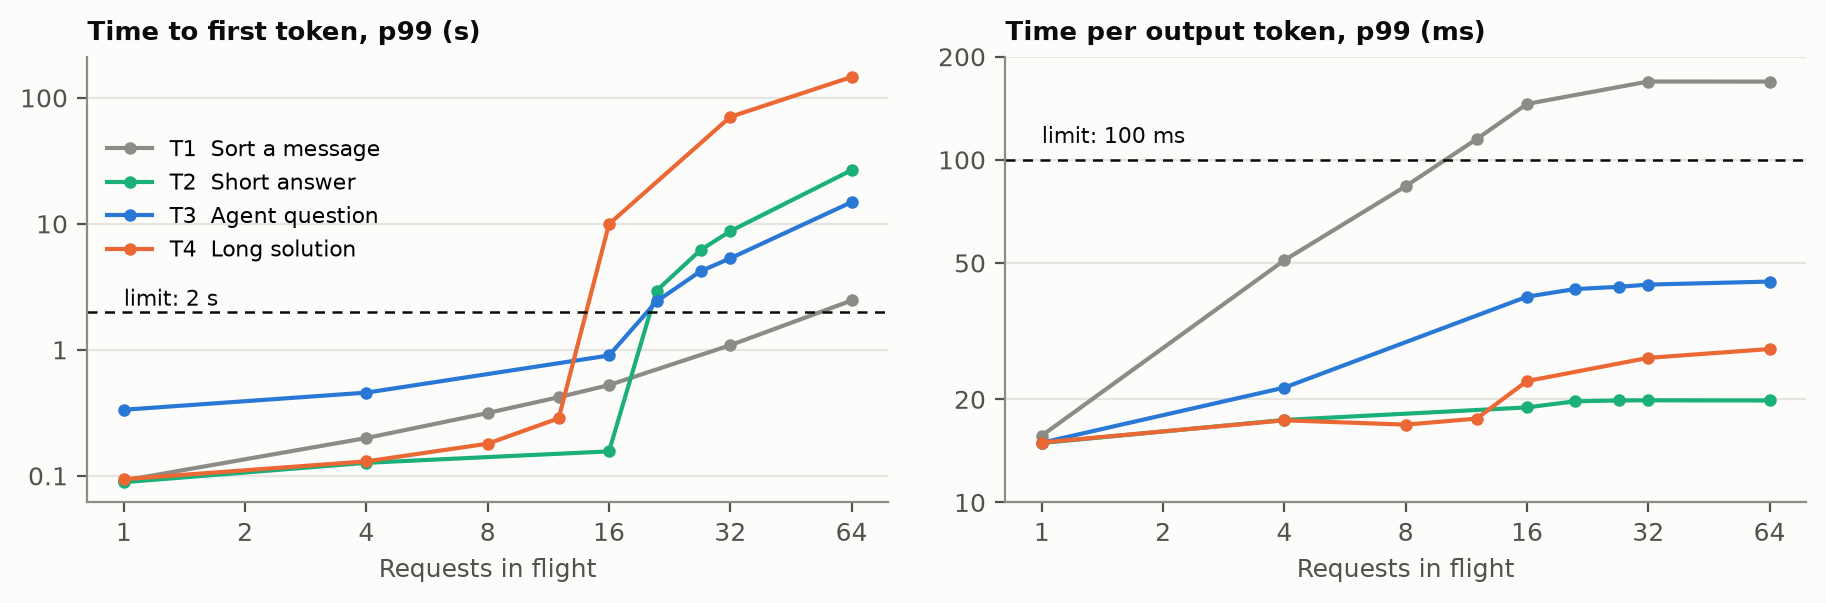 Time to first token, p99 (s)
100
10
1
0.1
T1 Sort a message
T2 Short answer
T3 Agent question
T4 Long solution
limit: 2 s
1 2 4 8 16 32 64
Requests in flight
Time per output token, p99 (ms)
200
100
50
20
10
limit: 100 ms
1 2 4 8 16 32 64
Requests in flight